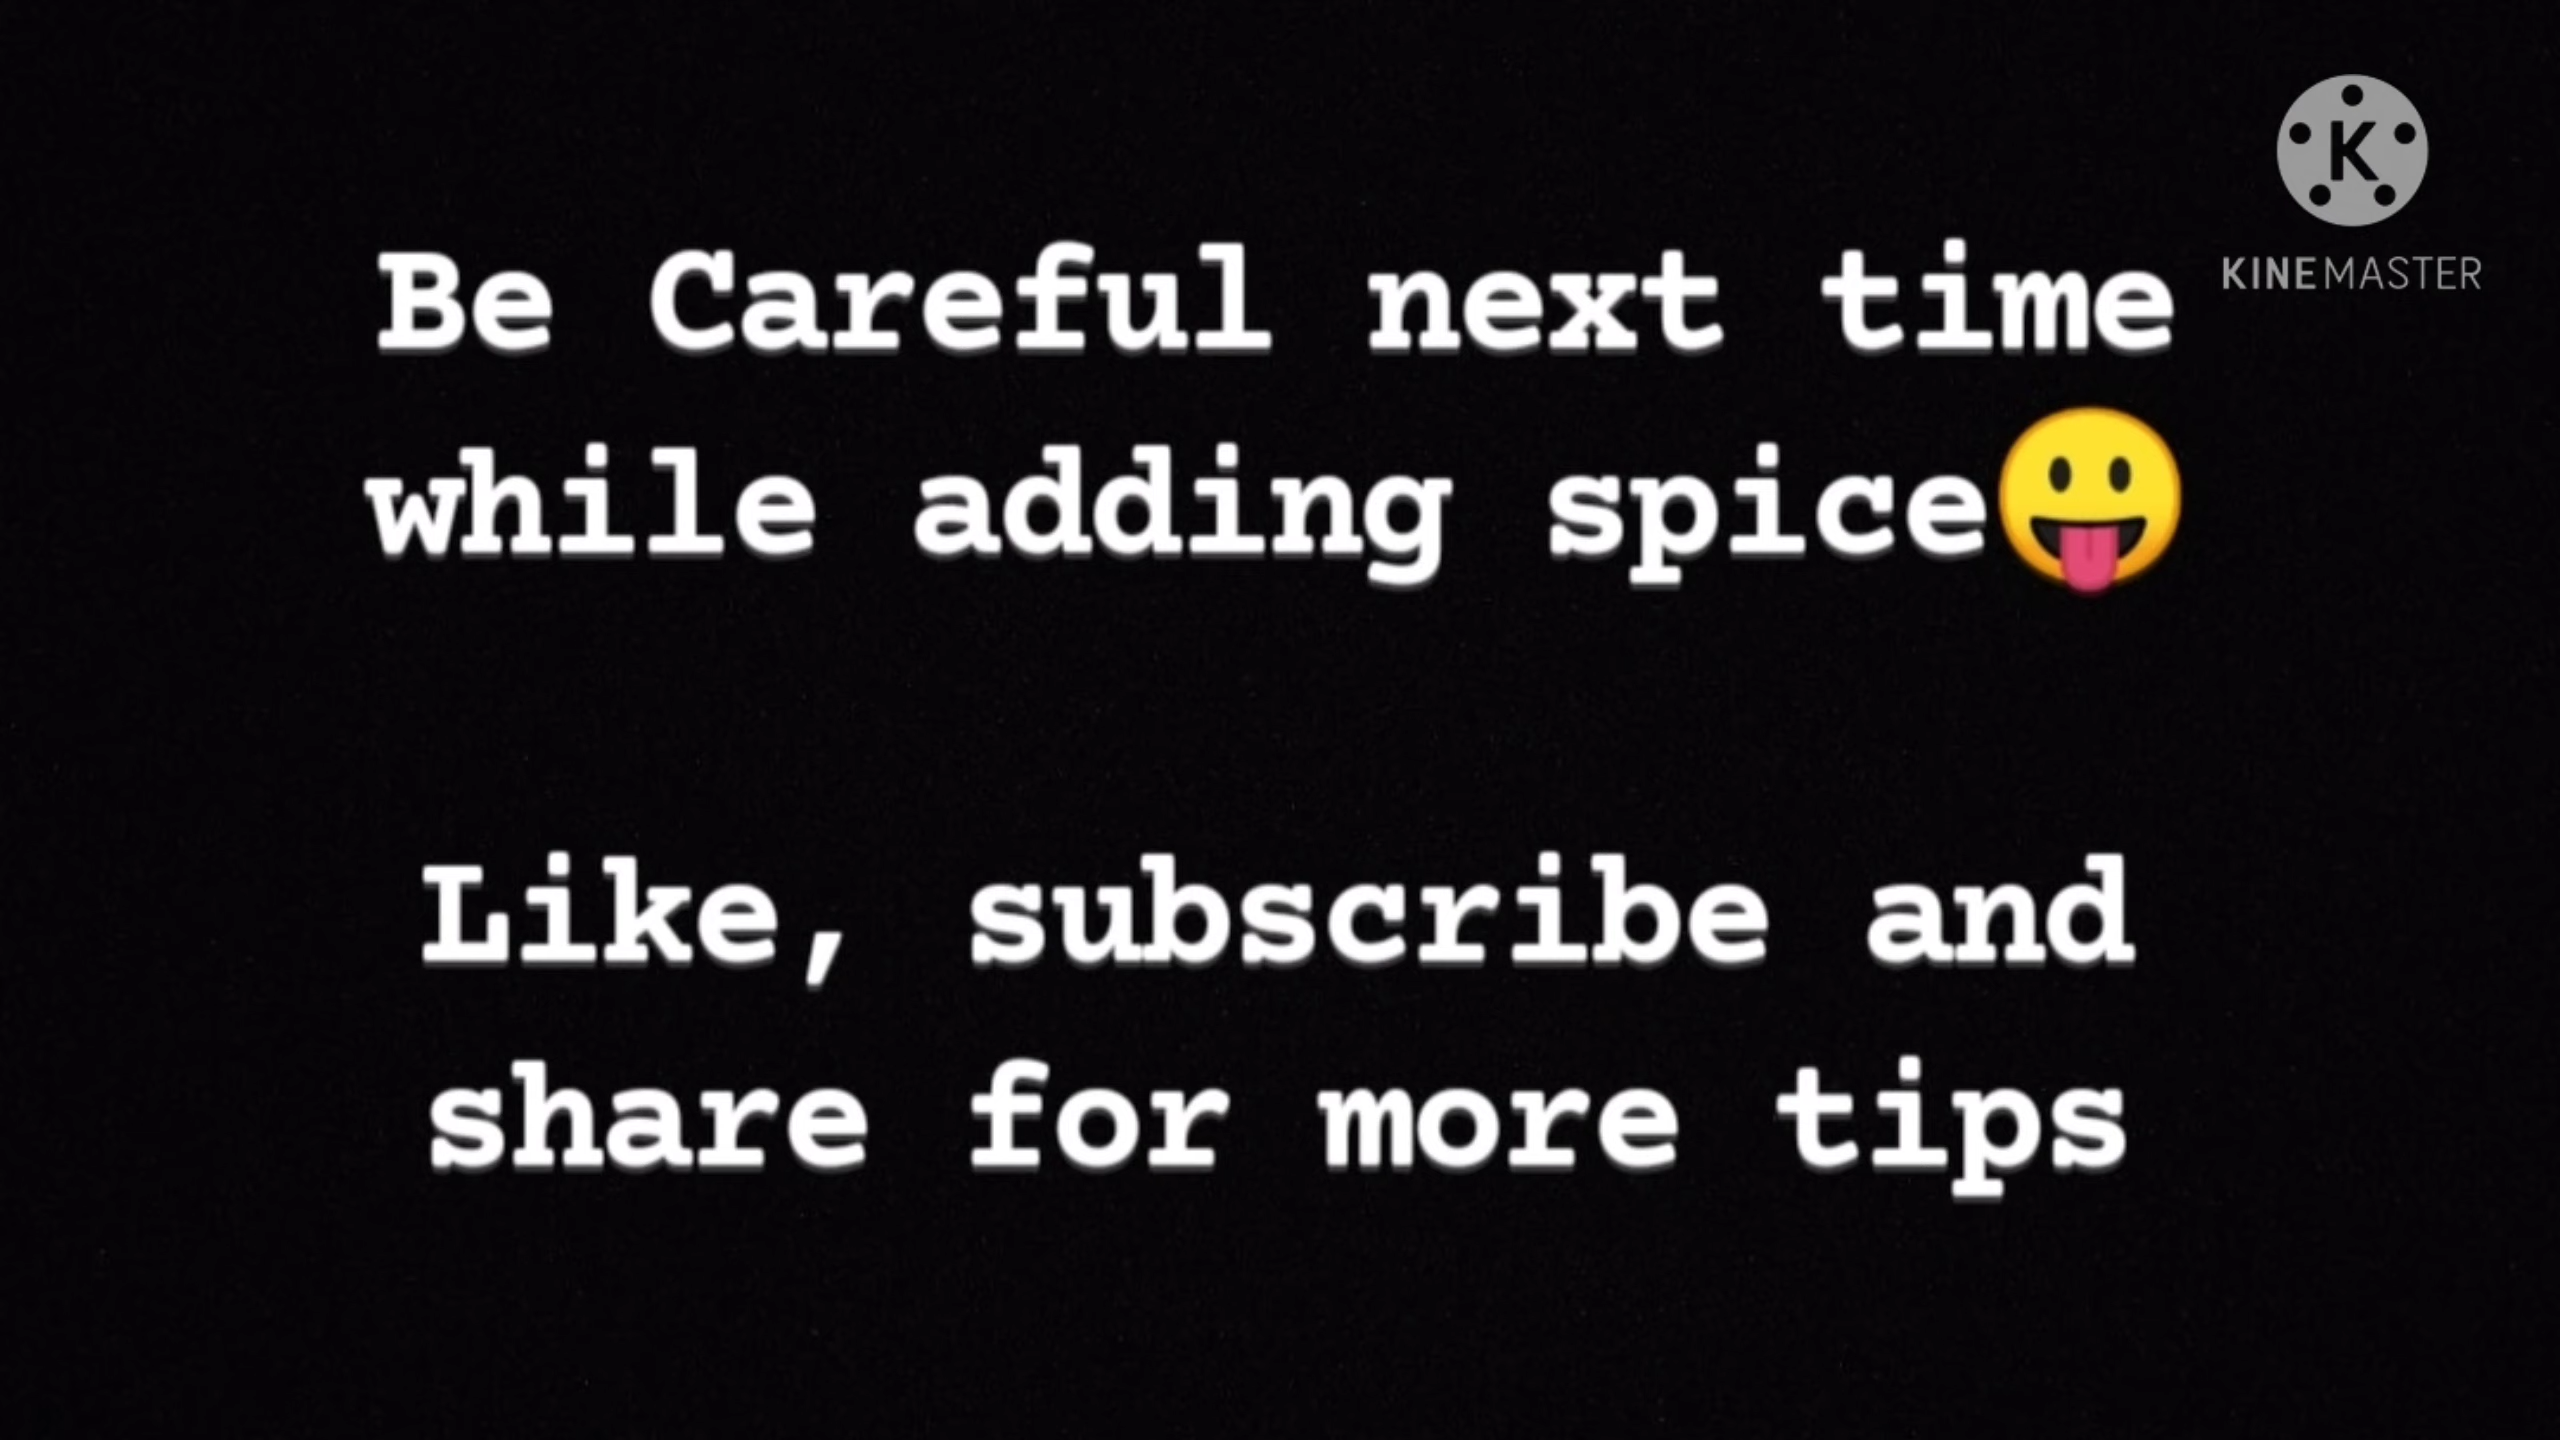 K
KINEMASTER
Be Careful next time
while adding spice😛
Like, subscribe and
share for more tips